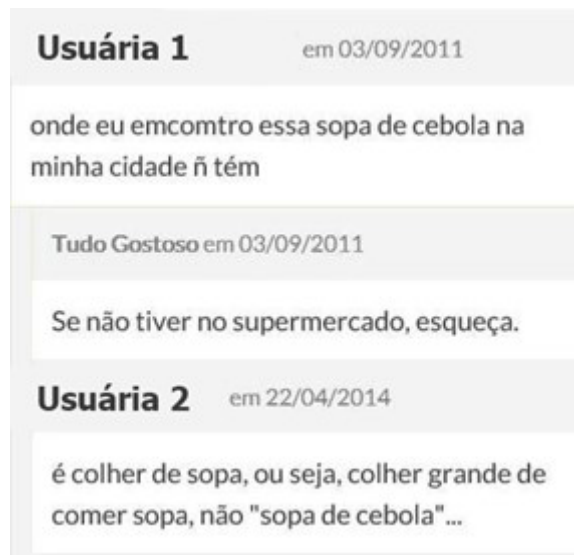 Usuária 1 em 03/09/2011
onde eu emcomtro essa sopa de cebola na
minha cidade ñ tém
Tudo Gostoso em 03/09/2011
Se não tiver no supermercado, esqueça.
Usuária 2 em 22/04/2014
é colher de sopa, ou seja, colher grande de
comer sopa, não "sopa de cebola"...